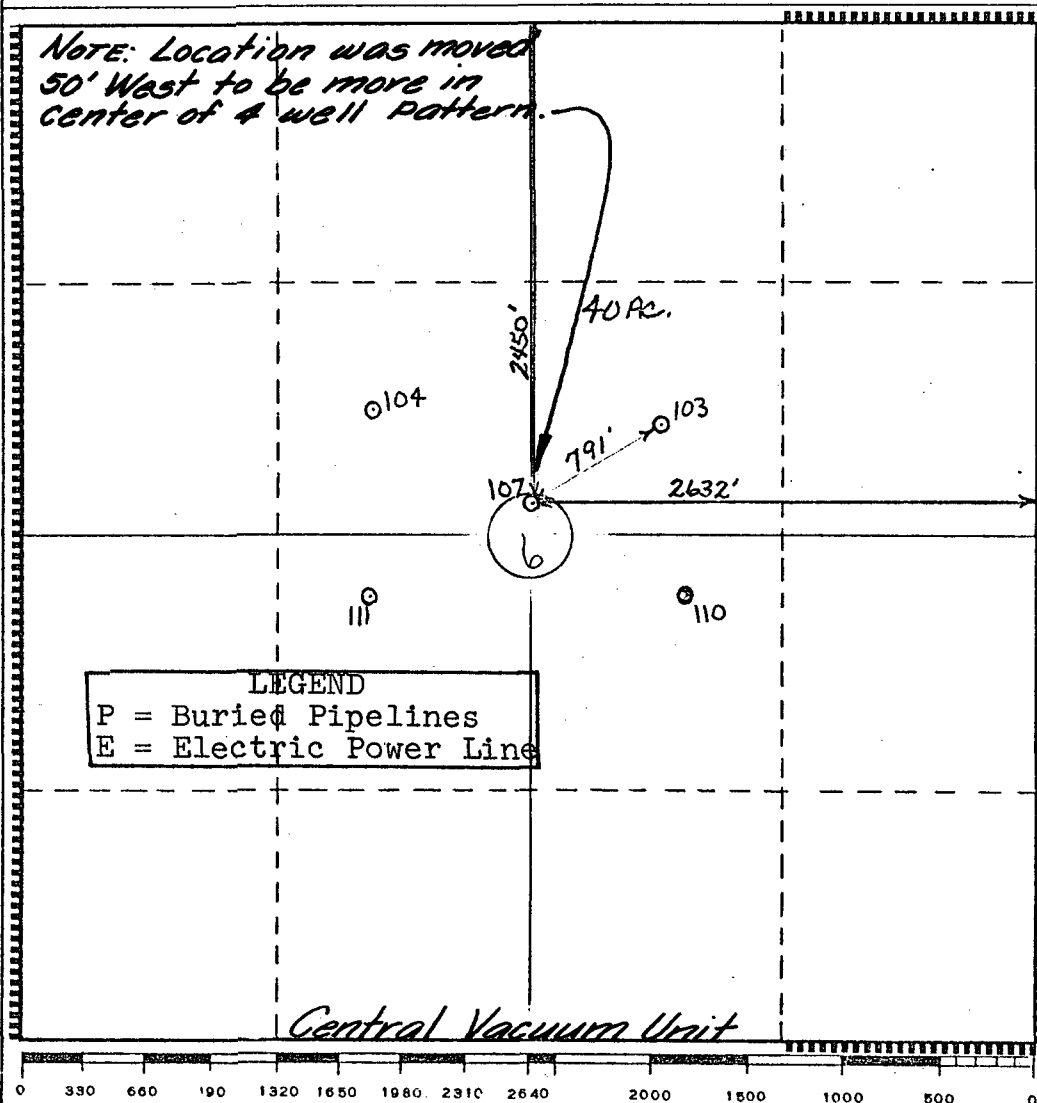 NOTE: Location was moved
50' West to be more in
center of 4 well Pattern.
2450'
40 AC.
104
103
791'
107
2632'
6
111
110
LEGEND
P = Buried Pipelines
E = Electric Power Line
Central Vacuum Unit
0 330 660 190 1320 1650 1980. 2310 2640 2000 1500 1000 500 0